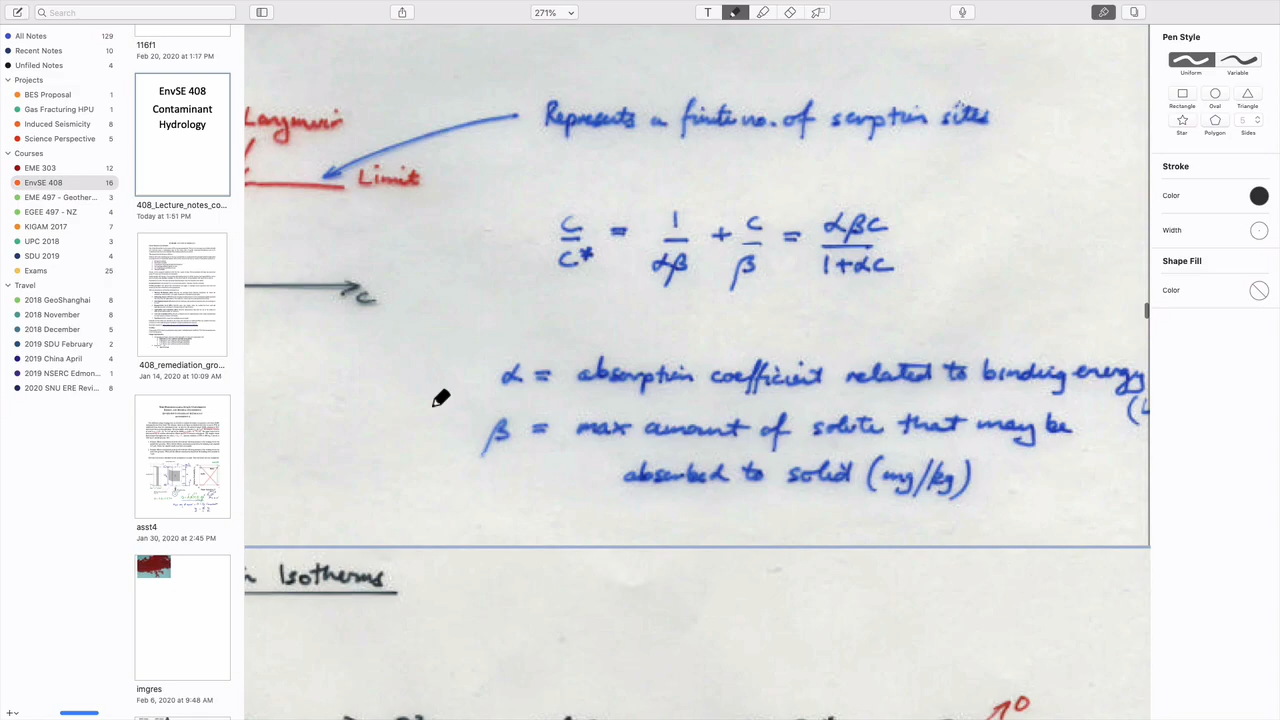 Search
271%
T
All Notes 129
Recent Notes 10
Unfiled Notes 63
Projects
BES Proposal 1
Gas Fracturing HPU 1
Induced Seismicity 8
Science Perspective 5
Courses
EME 303 12
EnvSE 408 16
EME 497 - Geother... 3
EGEE 497 - NZ 4
KIGAM 2017 7
UPC 2018 3
SDU 2019 4
Exams 25
Travel
2018 GeoShanghai 8
2018 November 8
2018 December 5
2019 SDU February 2
2019 China April 4
2019 NSERC Edmon... 1
2020 SNU ERE Revi... 8
116f1
Feb 20, 2020 at 1:17 PM
EnvSE 408
Contaminant
Hydrology
408_Lecture_notes_co...
Today at 1:51 PM
408_remediation_gro...
Jan 14, 2020 at 10:09 AM
asst4
Jan 30, 2020 at 2:45 PM
imgres
Feb 6, 2020 at 9:48 AM
Langmuir
Limit
Represents a finite no. of sorption sites
c/c* = 1/αβ + c/β = αβc/1+αc
c
α = absorption coefficient related to binding energy
β = max amount of solute that may be
absorbed to solid (mg/kg)
Isotherms
Pen Style
Uniform Variable
Rectangle Oval Triangle
5
Star Polygon Sides
Stroke
Color
Width
Shape Fill
Color